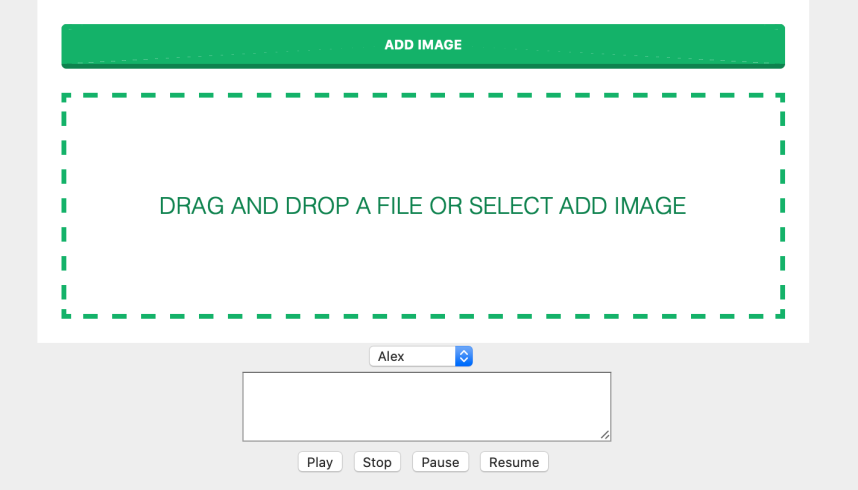 ADD IMAGE
DRAG AND DROP A FILE OR SELECT ADD IMAGE
Alex
Play Stop Pause Resume